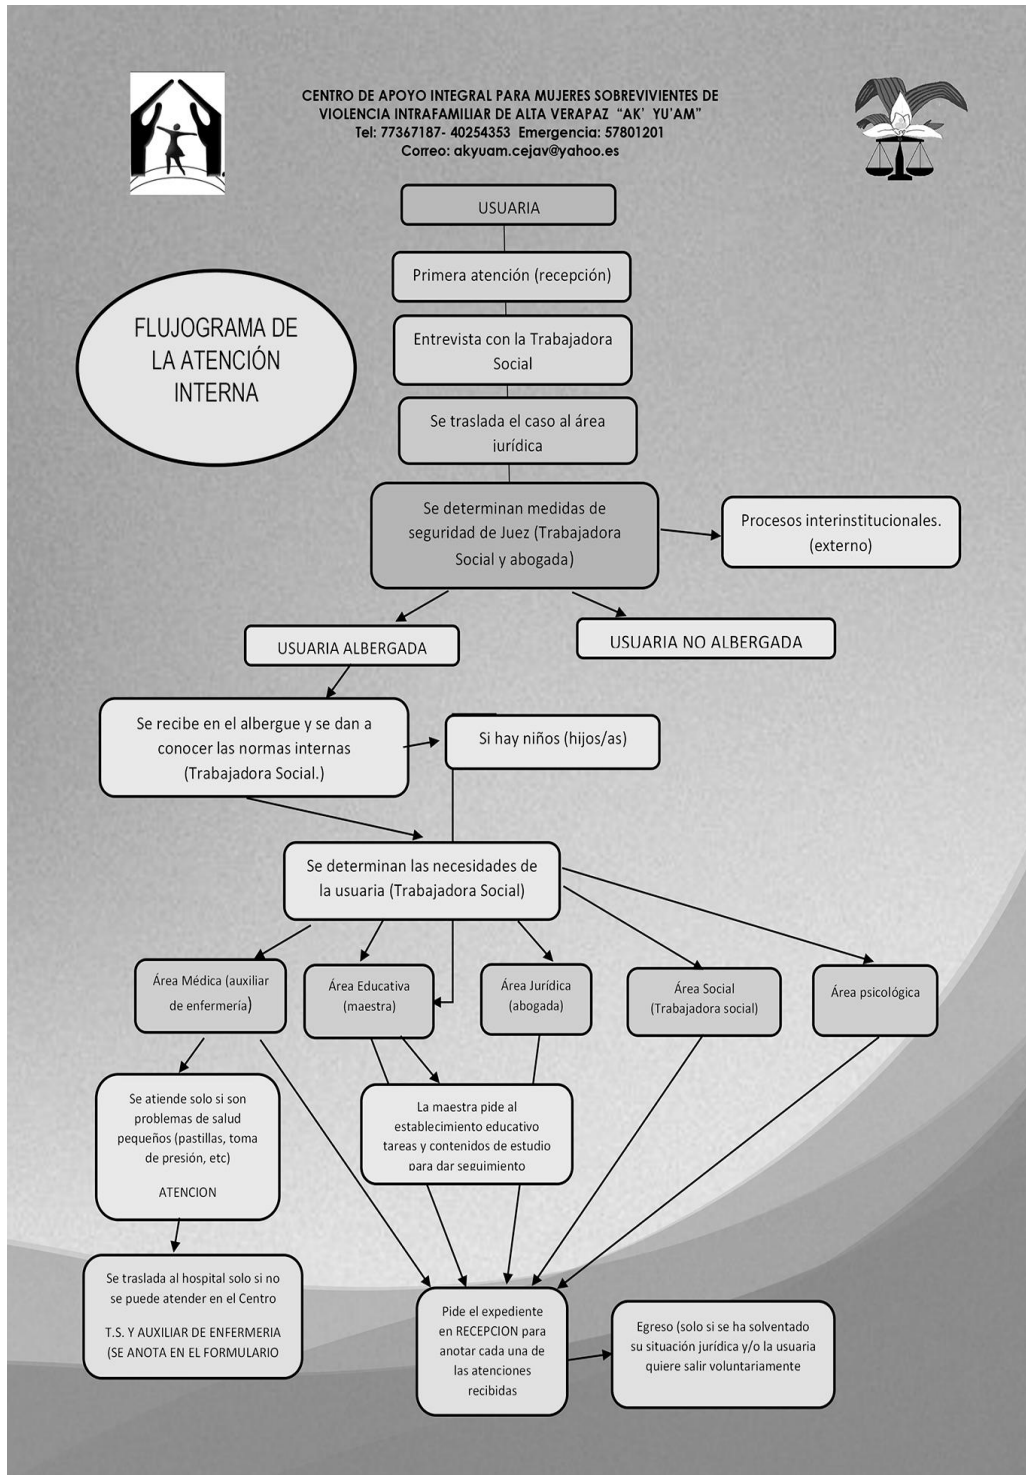 CENTRO DE APOYO INTEGRAL PARA MUJERES SOBREVIVIENTES DE
VIOLENCIA INTRAFAMILIAR DE ALTA VERAPAZ “AK’ YU’AM”
Tel: 77367187- 40254353 Emergencia: 57801201
Correo: akyuam.cejav@yahoo.es
USUARIA
Primera atención (recepción)
FLUJOGRAMA DE
LA ATENCIÓN
INTERNA
Entrevista con la Trabajadora
Social
Se traslada el caso al área
jurídica
Se determinan medidas de
seguridad de Juez (Trabajadora
Social y abogada)
Procesos interinstitucionales.
(externo)
USUARIA ALBERGADA
USUARIA NO ALBERGADA
Se recibe en el albergue y se dan a
conocer las normas internas
(Trabajadora Social.)
Si hay niños (hijos/as)
Se determinan las necesidades de
la usuaria (Trabajadora Social)
Área Médica (auxiliar
de enfermería)
Área Educativa
(maestra)
Área Jurídica
(abogada)
Área Social
(Trabajadora social)
Área psicológica
Se atiende solo si son
problemas de salud
pequeños (pastillas, toma
de presión, etc)
ATENCION
La maestra pide al
establecimiento educativo
tareas y contenidos de estudio
para dar seguimiento
Se traslada al hospital solo si no
se puede atender en el Centro
T.S. Y AUXILIAR DE ENFERMERIA
(SE ANOTA EN EL FORMULARIO
Pide el expediente
en RECEPCION para
anotar cada una de
las atenciones
recibidas
Egreso (solo si se ha solventado
su situación jurídica y/o la usuaria
quiere salir voluntariamente